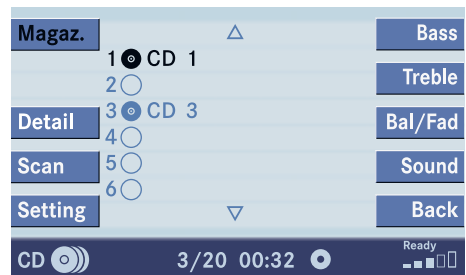 Magaz.
Bass
1 CD 1
2
Treble
3 CD 3
Detail
Bal/Fad
4
Scan
5
Sound
6
Setting
Back
CD 3/20 00:32
Ready